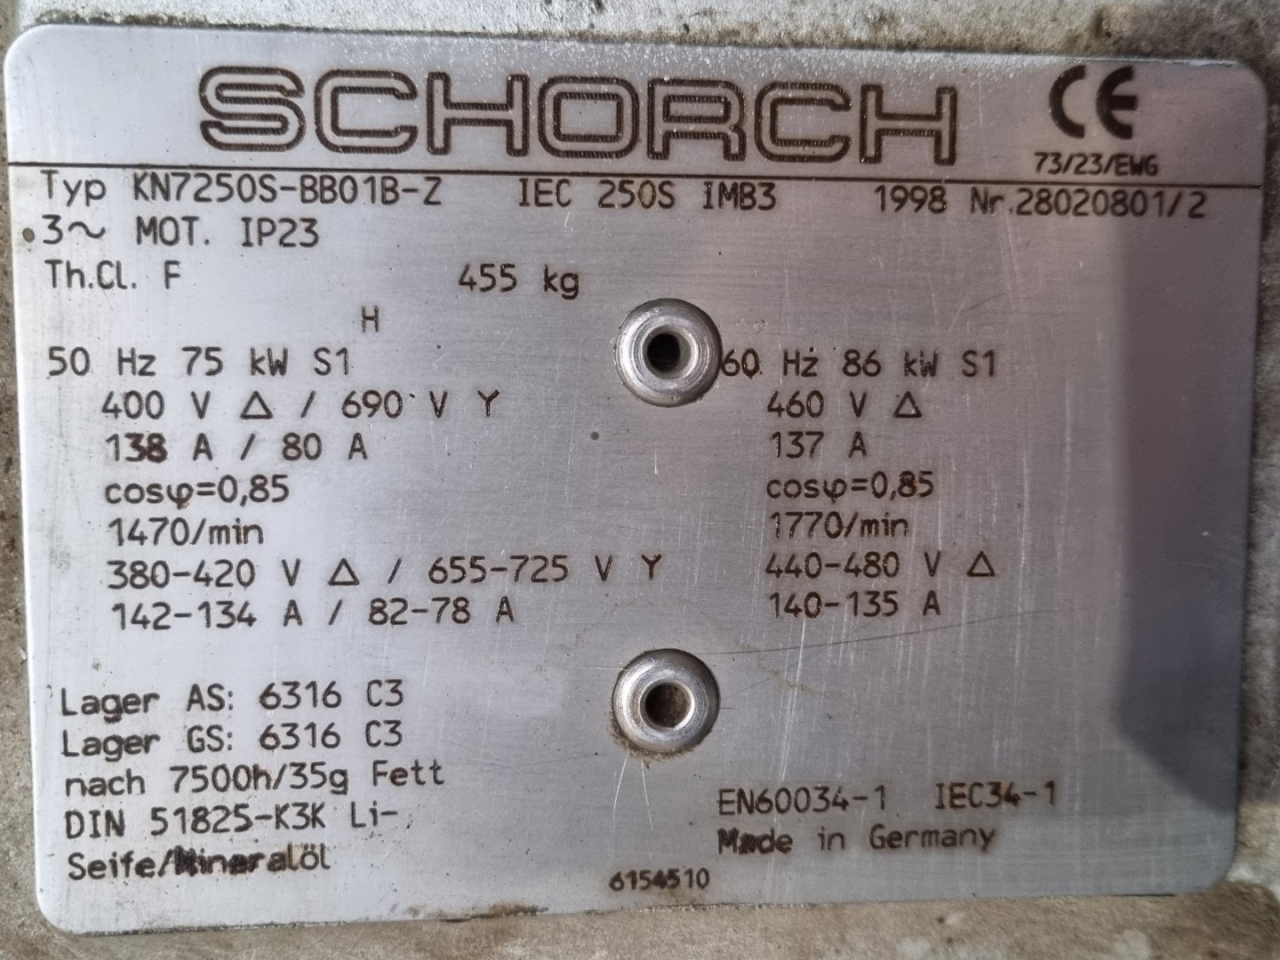 SCHORCH CE
73/23/EWG
Typ KN7250S-BB01B-Z IEC 250S IMB3 1998 Nr.28020801/2
3~ MOT. IP23
Th.Cl. F 455 kg
H
50 Hz 75 kW S1 60 Hz 86 kW S1
400 V Δ / 690 V Y 460 V Δ
138 A / 80 A 137 A
cosφ=0,85 cosφ=0,85
1470/min 1770/min
380-420 V Δ / 655-725 V Y 440-480 V Δ
142-134 A / 82-78 A 140-135 A
Lager AS: 6316 C3
Lager GS: 6316 C3
nach 7500h/35g Fett
DIN 51825-K3K Li- EN60034-1 IEC34-1
Seife/Mineralöl Made in Germany
6154510